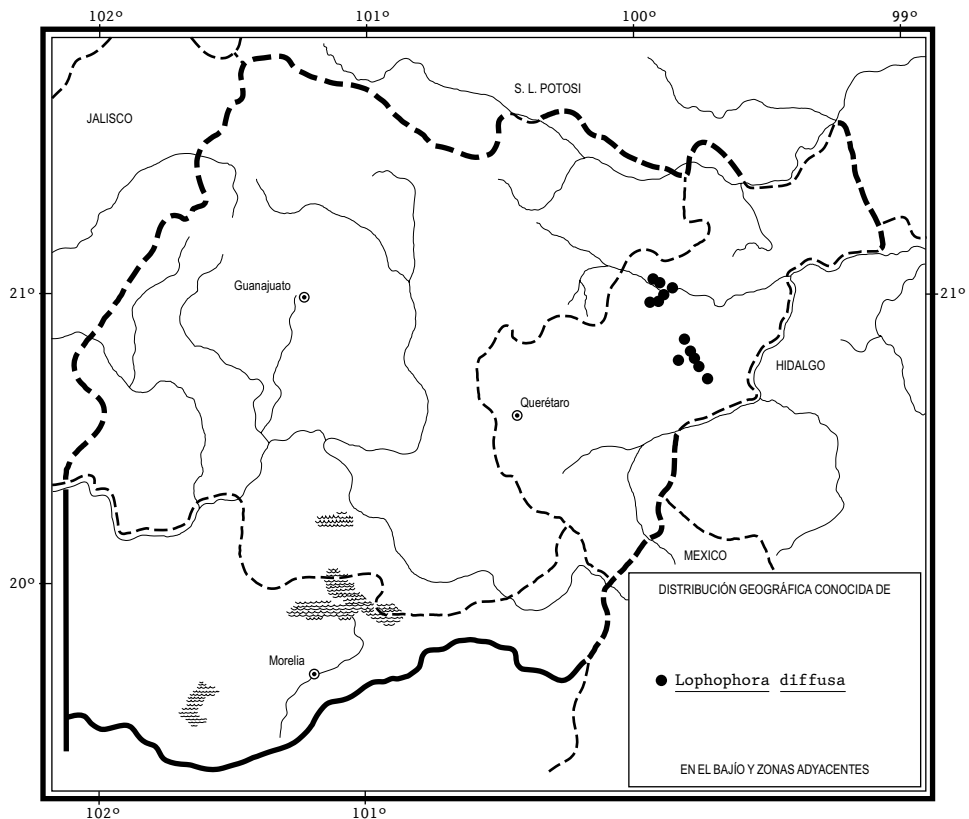 102º 101º 100º 99º
S. L. POTOSI
JALISCO
Guanajuato
21º 21º
HIDALGO
Querétaro
MEXICO
20º
DISTRIBUCIÓN GEOGRÁFICA CONOCIDA DE
Morelia
Lophophora diffusa
EN EL BAJÍO Y ZONAS ADYACENTES
102º 101º